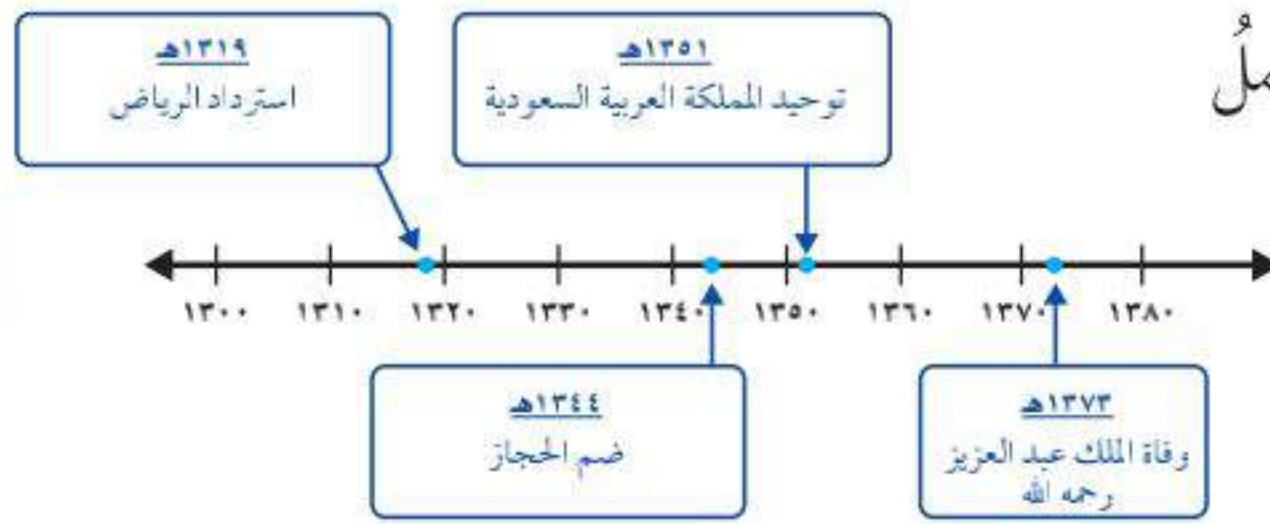 ١٣١٩هـ
استرداد الرياض
١٣٥١هـ
توحيد المملكة العربية السعودية
١٣٠٠ ١٣١٠ ١٣٢٠ ١٣٣٠ ١٣٤٠ ١٣٥٠ ١٣٦٠ ١٣٧٠ ١٣٨٠
١٣٤٤هـ
ضم الحجاز
١٣٧٣هـ
وفاة الملك عبد العزيز
رحمه الله